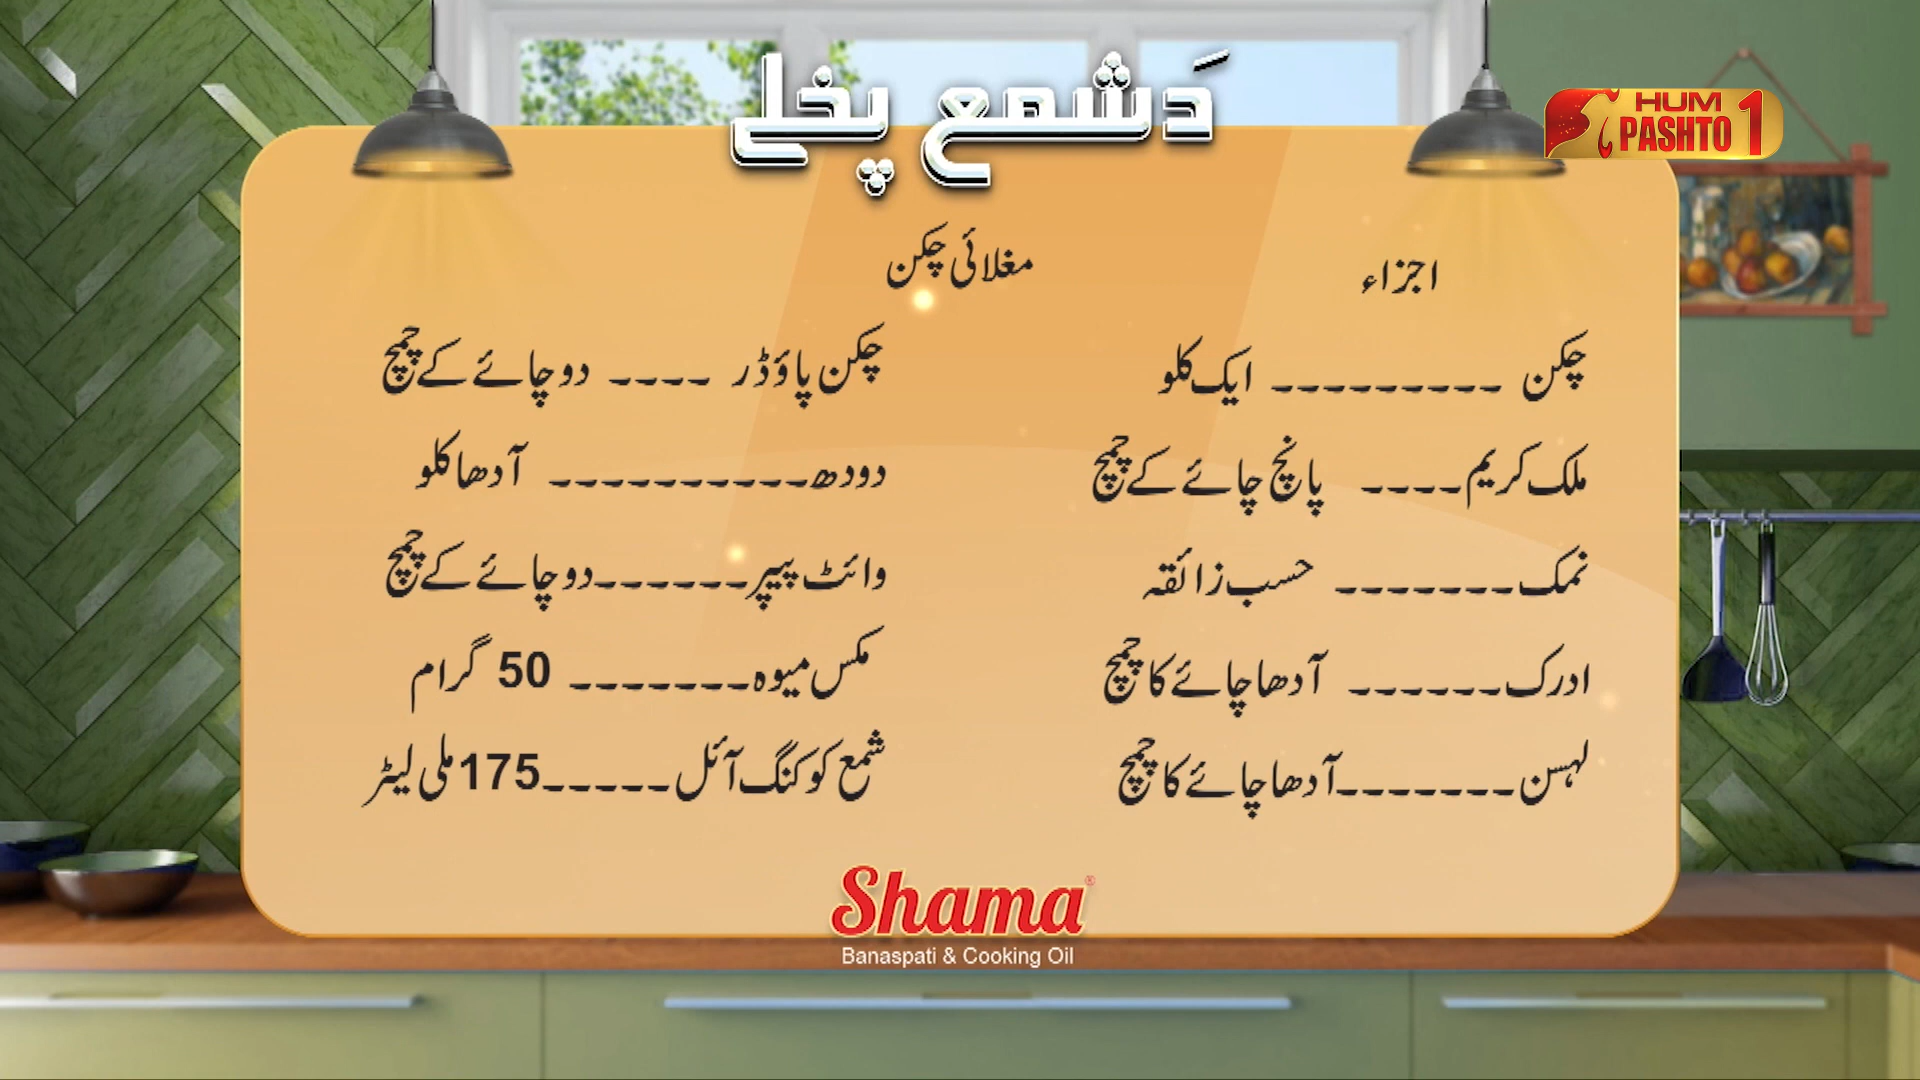 دَشمع پخلے
HUM
PASHTO 1
مغلائی چکن
اجزاء
چکن --------- ایک کلو
ملک کریم---- پانچ چائے کے چمچ
نمک------- حسب زائقہ
ادرک------ آدھا چائے کا چمچ
لہسن-------آدھا چائے کا چمچ
چکن پاؤڈر ---- دو چائے کے چمچ
دودھ---------- آدھا کلو
وائٹ پیپر------دو چائے کے چمچ
مکس میوہ------- 50 گرام
شمع کوکنگ آئل-----175 ملی لیٹر
Shama®
Banaspati & Cooking Oil